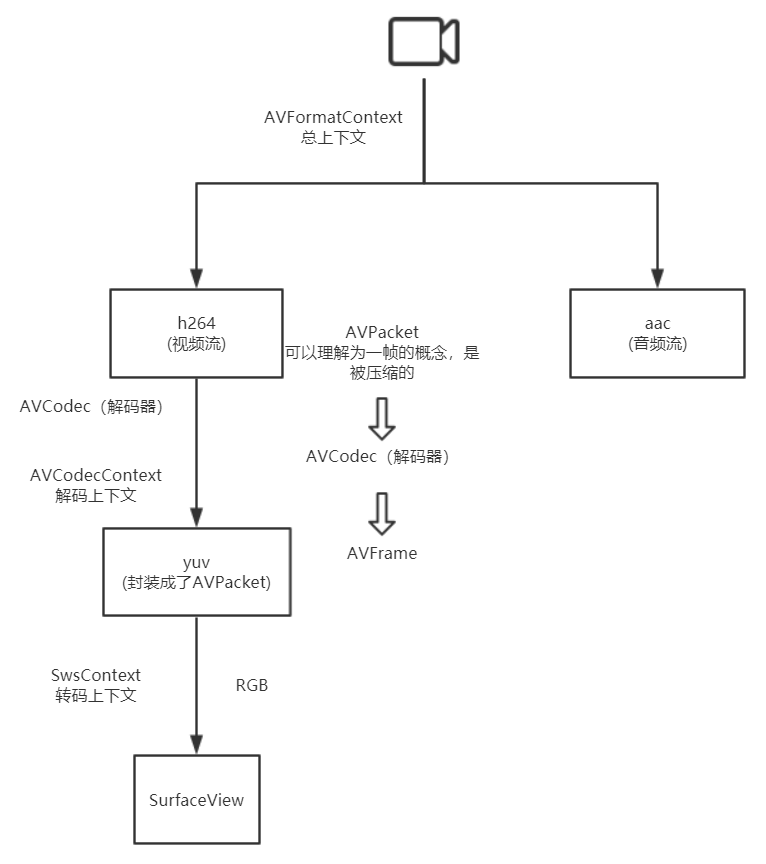 AVFormatContext
总上下文
h264
(视频流)
AVPacket
可以理解为一帧的概念，是
被压缩的
aac
(音频流)
AVCodec（解码器）
AVCodec（解码器）
AVCodecContext
解码上下文
AVFrame
yuv
(封装成了AVPacket)
SwsContext
转码上下文
RGB
SurfaceView